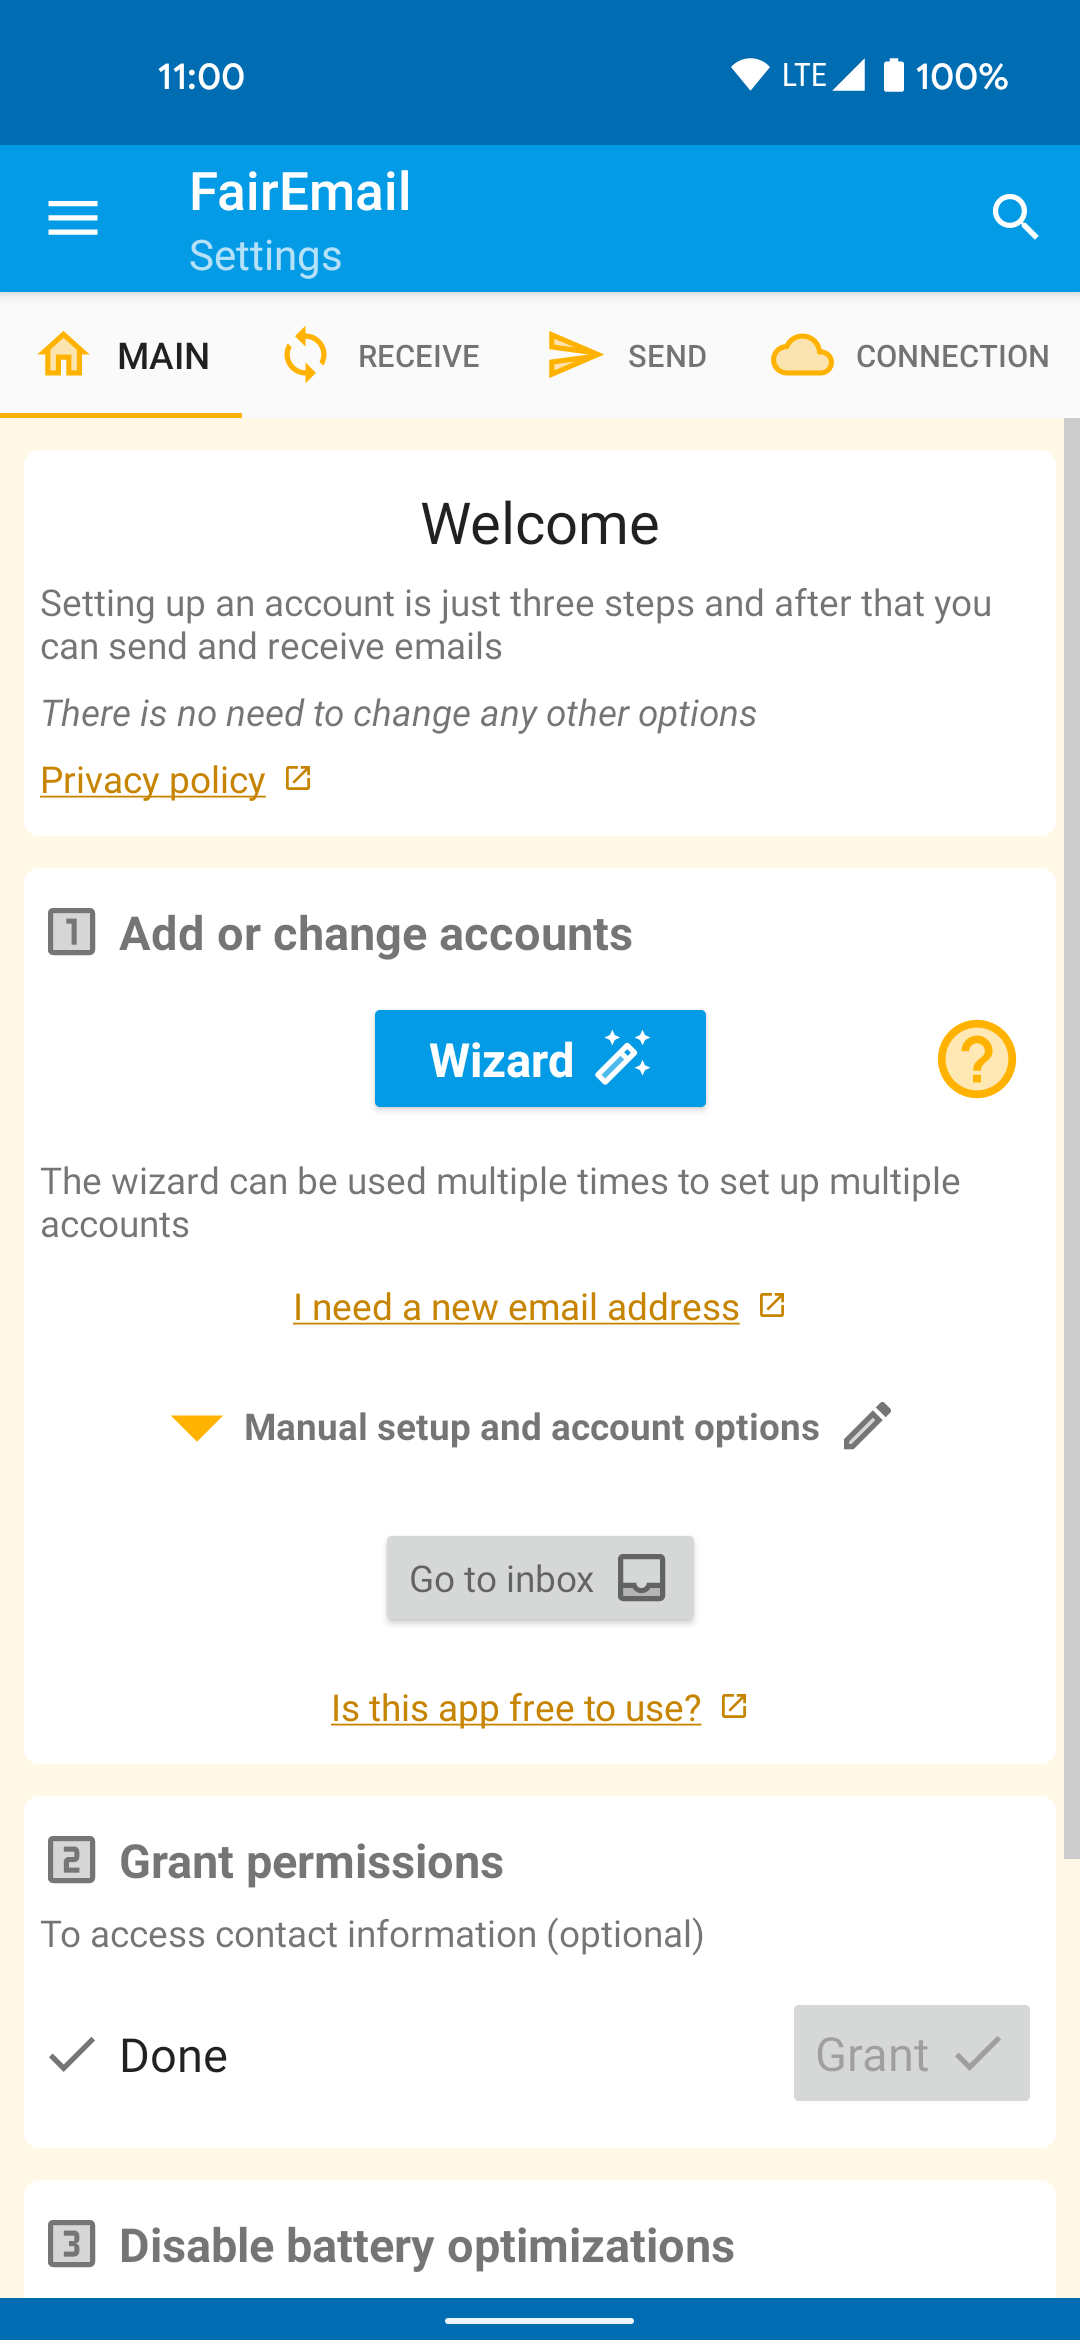 11:00
LTE 100%
FairEmail
Settings
MAIN RECEIVE SEND CONNECTION
Welcome
Setting up an account is just three steps and after that you
can send and receive emails
There is no need to change any other options
Privacy policy
1 Add or change accounts
Wizard
?
The wizard can be used multiple times to set up multiple
accounts
I need a new email address
Manual setup and account options
Go to inbox
Is this app free to use?
2 Grant permissions
To access contact information (optional)
Done Grant
3 Disable battery optimizations